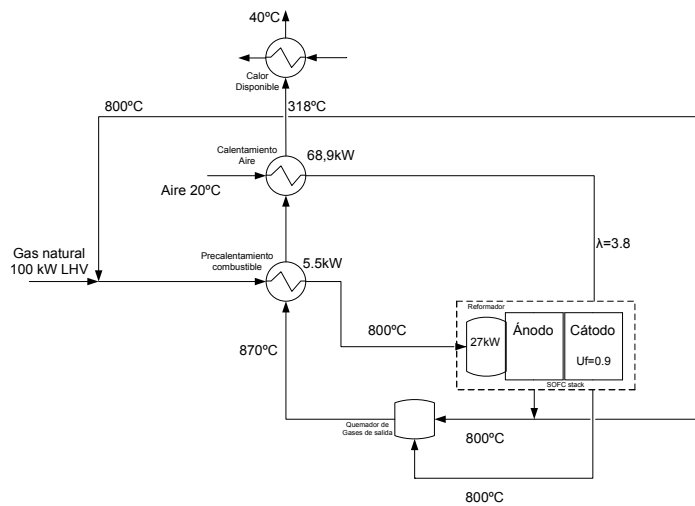 40ºC
Calor
Disponible
800ºC
318ºC
Calentamiento
Aire
68,9kW
Aire 20ºC
λ=3.8
Gas natural
100 kW LHV
Precalentamiento
combustible
5.5kW
Reformador
800ºC
27kW
Ánodo
Cátodo
Uf=0.9
870ºC
SOFC stack
Quemador de
Gases de salida
800ºC
800ºC